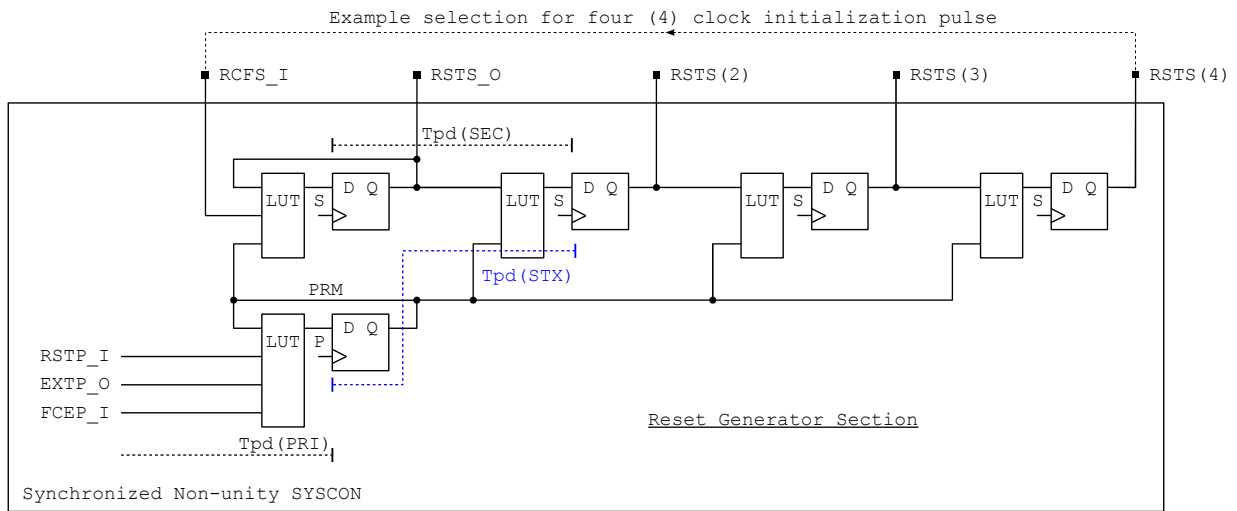 Example selection for four (4) clock initialization pulse
RCFS_I RSTS_O RSTS(2) RSTS(3) RSTS(4)
Tpd(SEC)
LUT S D Q LUT S D Q LUT S D Q LUT S D Q
Tpd(STX)
PRM
LUT P D Q
RSTP_I
EXTP_O
FCEP_I
Reset Generator Section
Tpd(PRI)
Synchronized Non-unity SYSCON